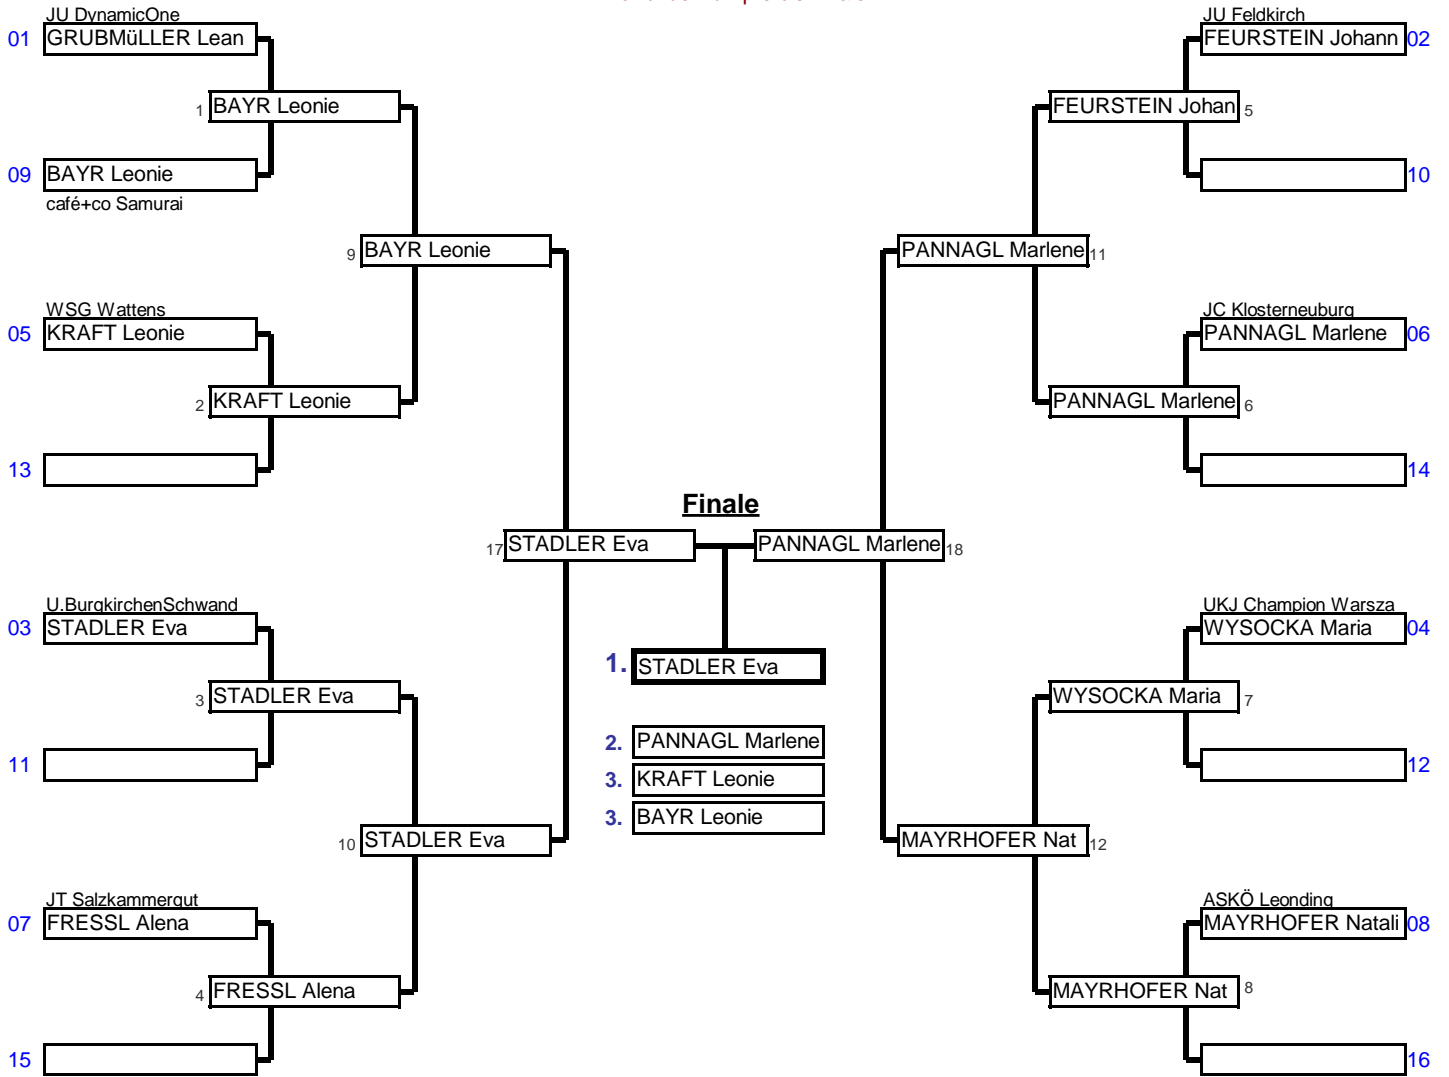 JU DynamicOne
01 GRUBMüLLER Lean
1 BAYR Leonie
09 BAYR Leonie
café+co Samurai
9 BAYR Leonie
WSG Wattens
05 KRAFT Leonie
2 KRAFT Leonie
13
17 STADLER Eva
U.BurgkirchenSchwand
03 STADLER Eva
3 STADLER Eva
11
10 STADLER Eva
JT Salzkammergut
07 FRESSL Alena
4 FRESSL Alena
15
Finale
1. STADLER Eva
2. PANNAGL Marlene
3. KRAFT Leonie
3. BAYR Leonie
JU Feldkirch
FEURSTEIN Johann 02
FEURSTEIN Johan 5
10
PANNAGL Marlene 11
JC Klosterneuburg
PANNAGL Marlene 06
PANNAGL Marlene 6
14
PANNAGL Marlene 18
UKJ Champion Warsza
WYSOCKA Maria 04
WYSOCKA Maria 7
12
MAYRHOFER Nat 12
ASKÖ Leonding
MAYRHOFER Natali 08
MAYRHOFER Nat 8
16